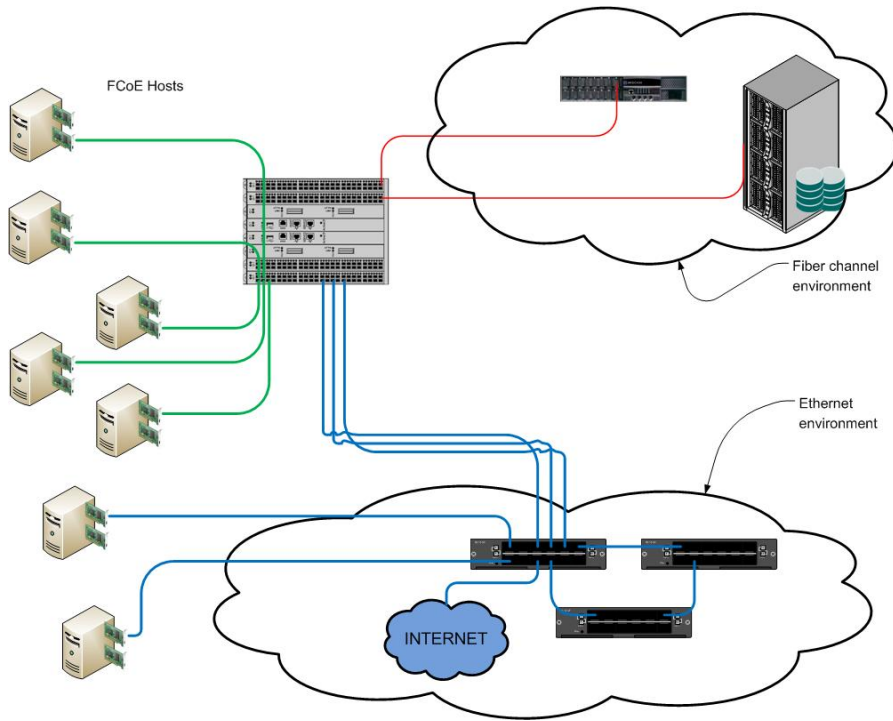 FCoE Hosts
Fiber channel
environment
Ethernet
environment
INTERNET